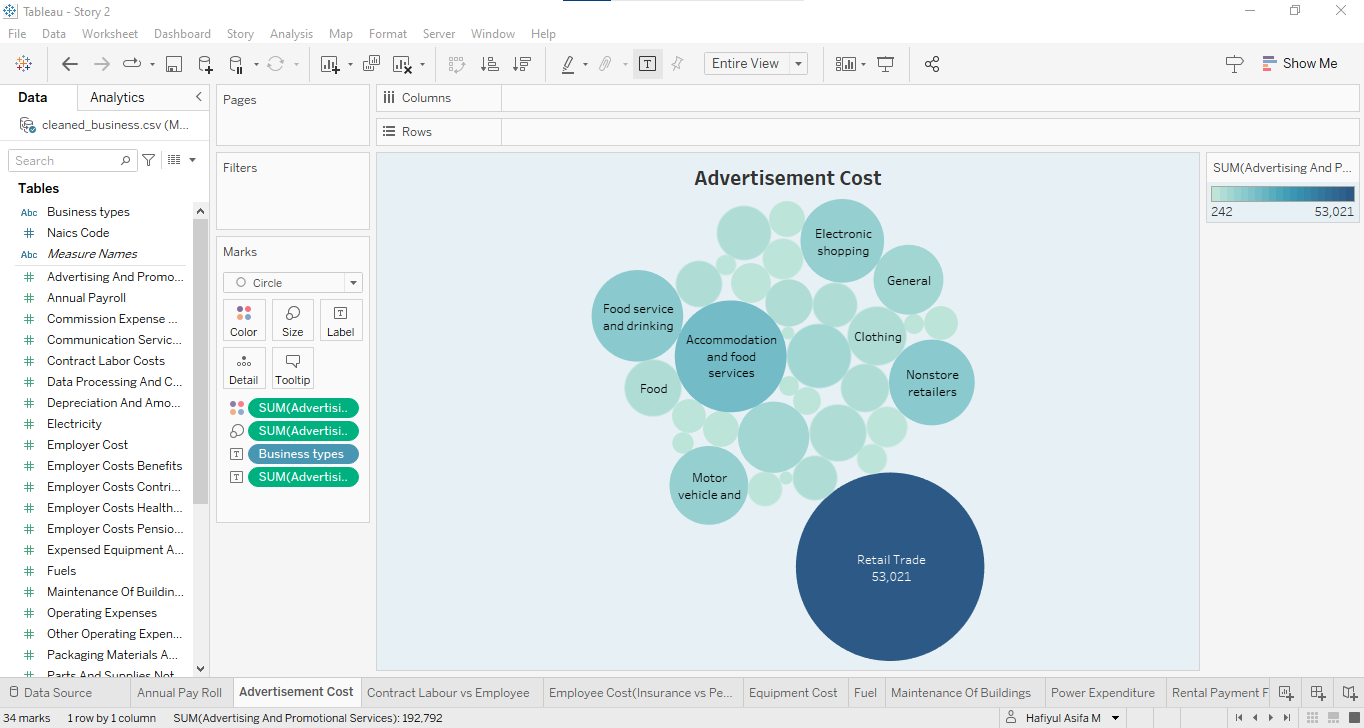 Tableau - Story 2
File Data Worksheet Dashboard Story Analysis Map Format Server Window Help
Entire View
Show Me
Data Analytics
cleaned_business.csv (M...
Search
Tables
Abc Business types
# Naics Code
Abc Measure Names
# Advertising And Promo...
# Annual Payroll
# Commission Expense ...
# Communication Servic...
# Contract Labor Costs
# Data Processing And C...
# Depreciation And Amo...
# Electricity
# Employer Cost
# Employer Costs Benefits
# Employer Costs Contri...
# Employer Costs Health...
# Employer Costs Pensio...
# Expensed Equipment A...
# Fuels
# Maintenance Of Buildin...
# Operating Expenses
# Other Operating Expen...
# Packaging Materials A...
# Parts And Supplies Not
Pages
Filters
Marks
Circle
Color Size Label
Detail Tooltip
SUM(Advertisi..
SUM(Advertisi..
Business types
SUM(Advertisi..
Columns
Rows
Advertisement Cost
Electronic
shopping
General
Food service
and drinking
Accommodation
and food
services
Clothing
Food
Nonstore
retailers
Motor
vehicle and
Retail Trade
53,021
SUM(Advertising And P...
242 53,021
Data Source Annual Pay Roll Advertisement Cost Contract Labour vs Employee Employee Cost(Insurance vs Pe... Equipment Cost Fuel Maintenance Of Buildings Power Expenditure Rental Payment F
34 marks 1 row by 1 column SUM(Advertising And Promotional Services): 192,792
Hafiyul Asifa M